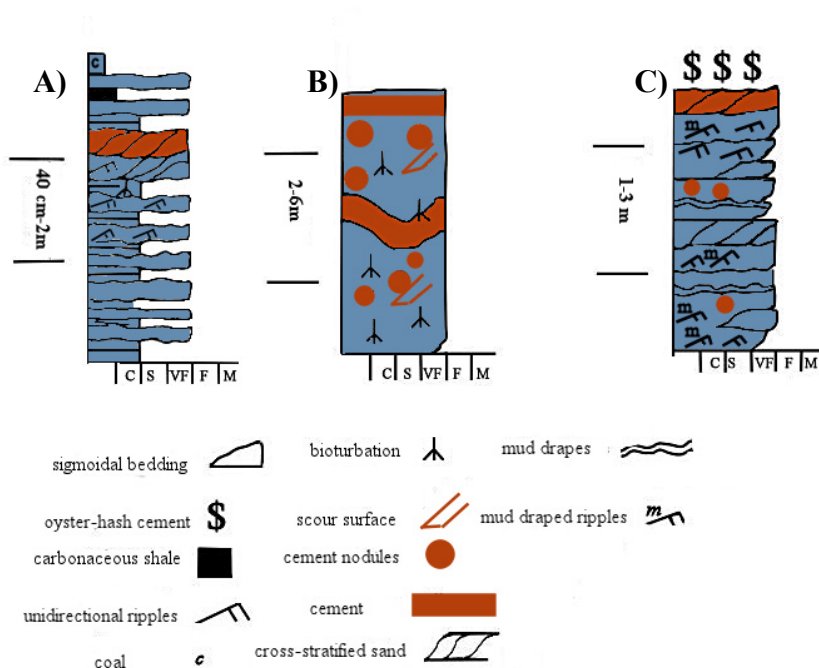 A)
B)
C)
$ $ $
c
m
40 cm-2m
2-6m
1-3 m
m
m
m
C S VF F M
C S VF F M
C S VF F M
sigmoidal bedding
bioturbation
mud drapes
oyster-hash cement $
scour surface
mud draped ripples m
carbonaceous shale
cement nodules
unidirectional ripples
cement
coal c
cross-stratified sand